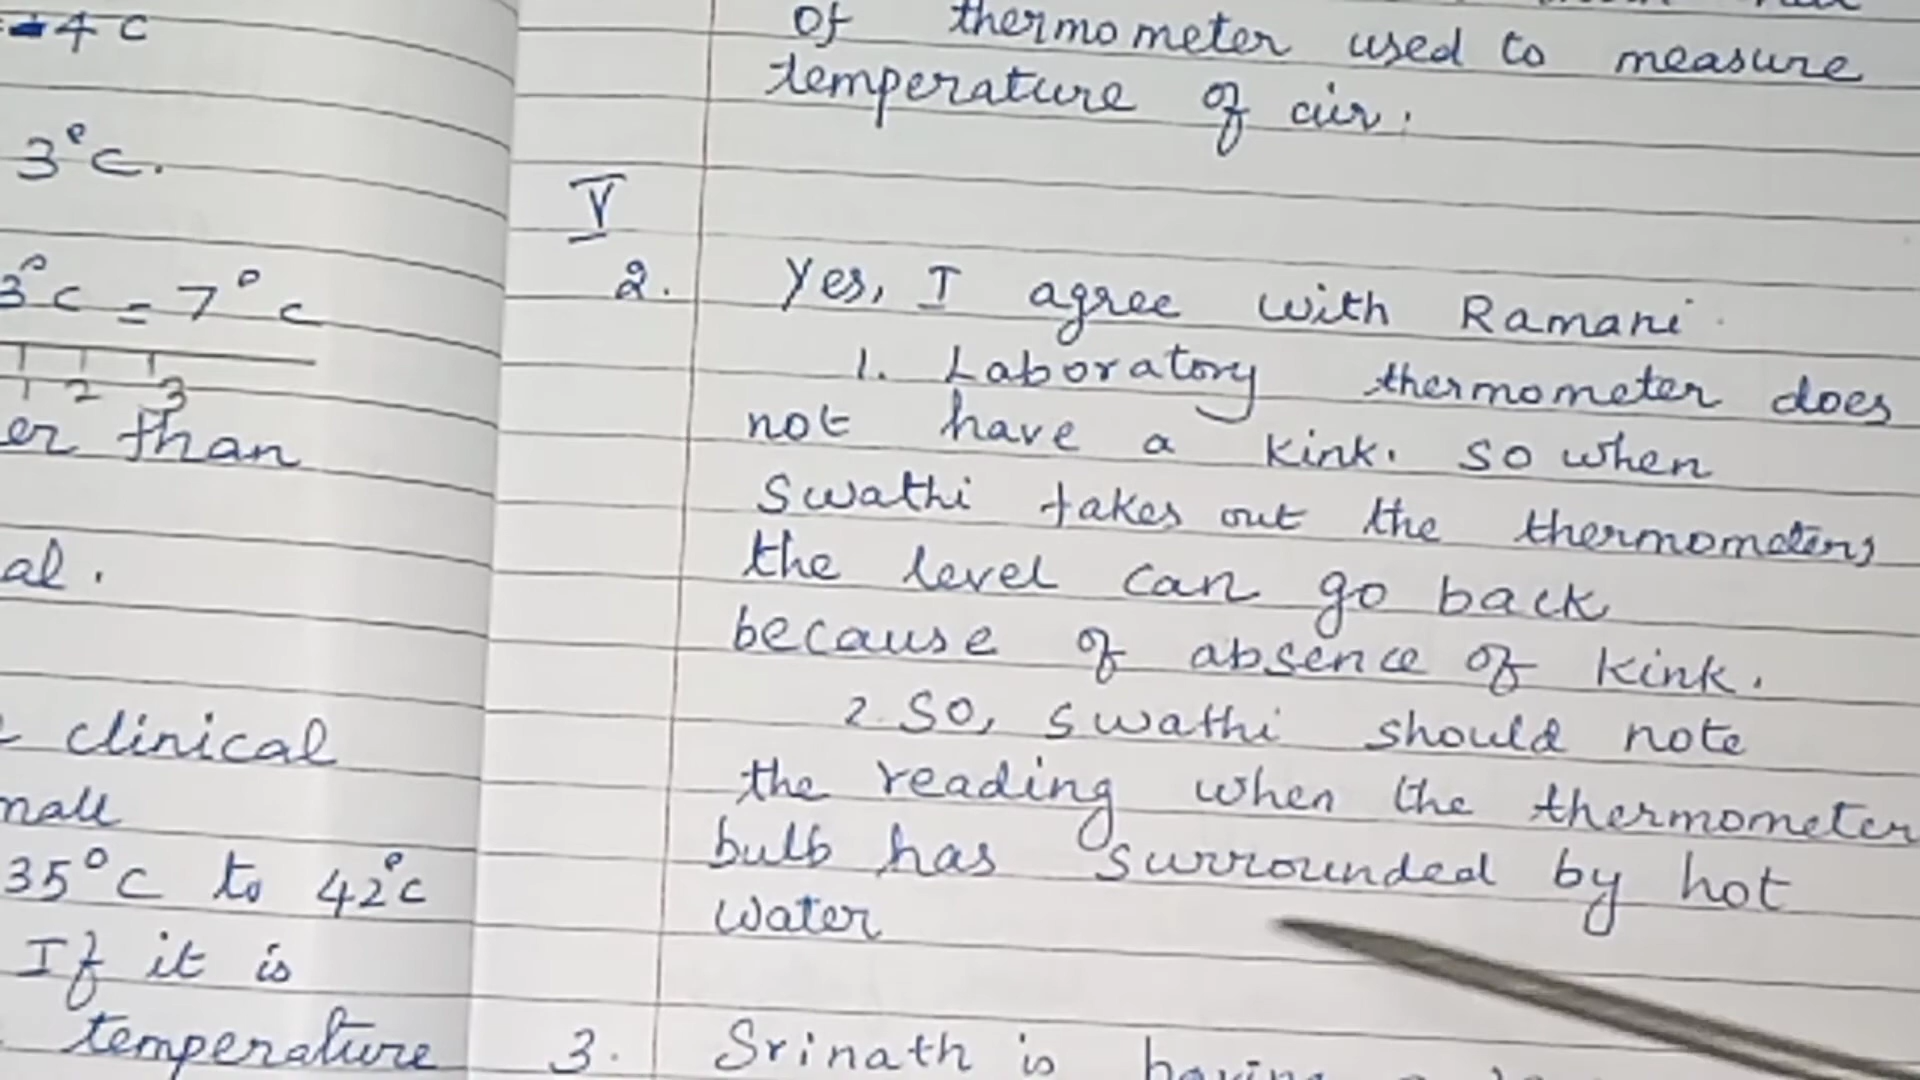 -4 c
3°c.
3°c = 7°c
1 2 3
er than
al.
clinical
mall
35°c to 42°c
If it is
temperature
of thermometer used to measure
temperature of air.
V
2. Yes, I agree with Ramani.
1. Laboratory thermometer does
not have a kink. So when
Swathi takes out the thermometer,
the level can go back
because of absence of kink.
2. So, Swathi should note
the reading when the thermometer
bulb has surrounded by hot
water
3. Srinath is having a